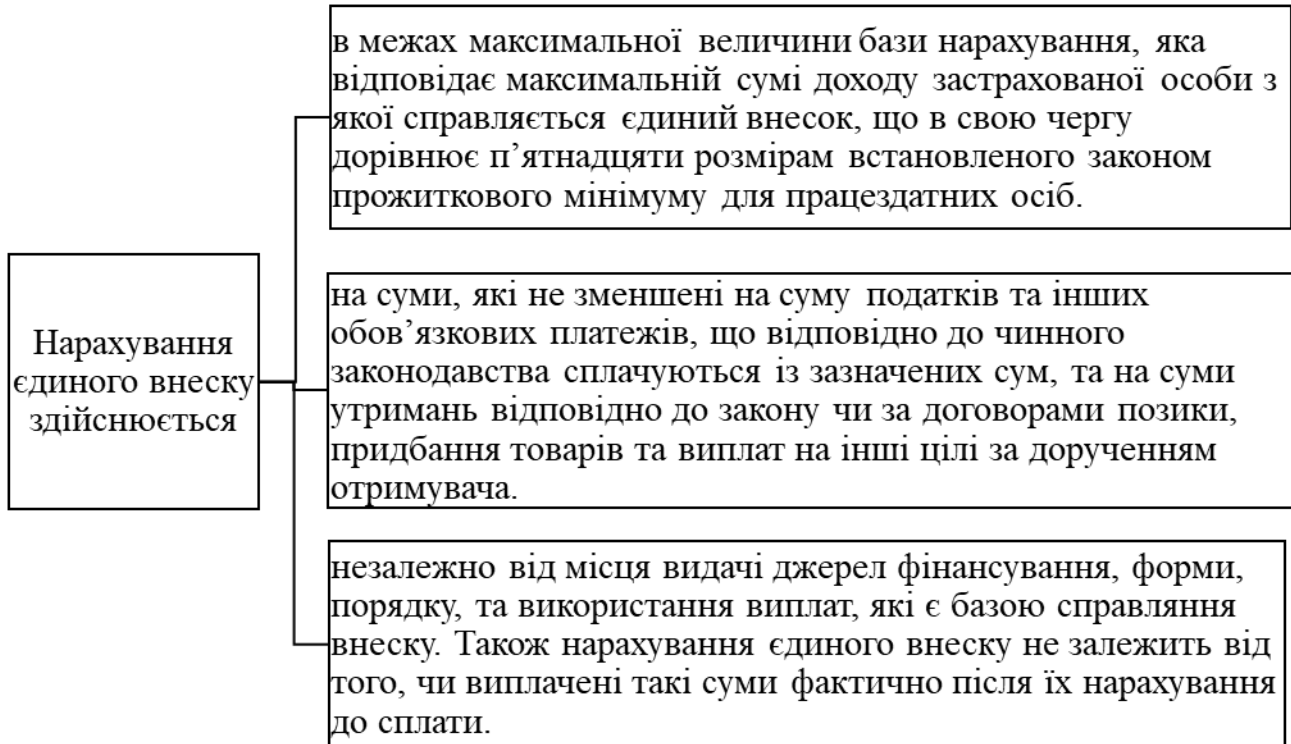 в межах максимальної величини бази нарахування, яка
відповідає максимальній сумі доходу застрахованої особи з
якої справляється єдиний внесок, що в свою чергу
дорівнює п’ятнадцяти розмірам встановленого законом
прожиткового мінімуму для працездатних осіб.
Нарахування
єдиного внеску
здійснюється
на суми, які не зменшені на суму податків та інших
обов’язкових платежів, що відповідно до чинного
законодавства сплачуються із зазначених сум, та на суми
утримань відповідно до закону чи за договорами позики,
придбання товарів та виплат на інші цілі за дорученням
отримувача.
незалежно від місця видачі джерел фінансування, форми,
порядку, та використання виплат, які є базою справляння
внеску. Також нарахування єдиного внеску не залежить від
того, чи виплачені такі суми фактично після їх нарахування
до сплати.